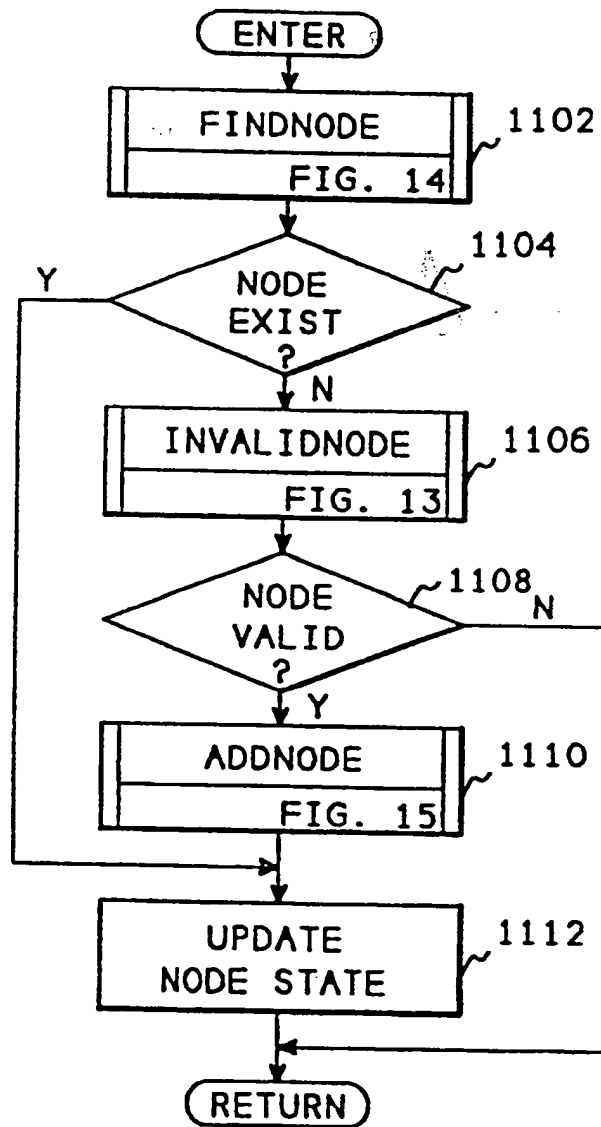 ENTER
FINDNODE
1102
FIG. 14
1104
Y
NODE
EXIST
?
N
INVALIDNODE
1106
FIG. 13
1108
NODE
VALID
?
N
Y
ADDNODE
1110
FIG. 15
UPDATE
NODE STATE
1112
RETURN